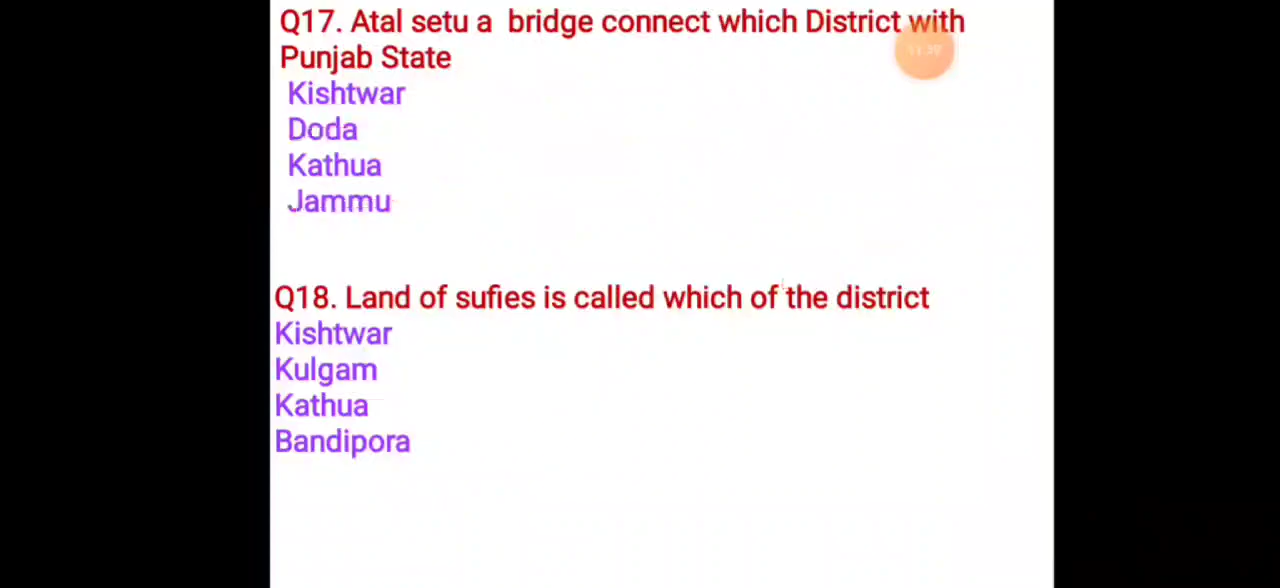 Q17. Atal setu a bridge connect which District with
Punjab State
Kishtwar
Doda
Kathua
Jammu
Q18. Land of sufies is called which of the district
Kishtwar
Kulgam
Kathua
Bandipora